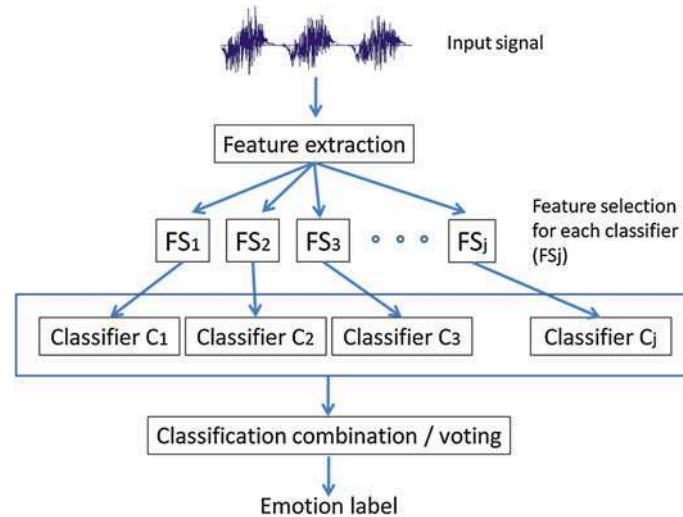 Input signal
Feature extraction
FS1 FS2 FS3 FSj
Feature selection
for each classifier
(FSj)
Classifier C1 Classifier C2 Classifier C3 Classifier Cj
Classification combination / voting
Emotion label